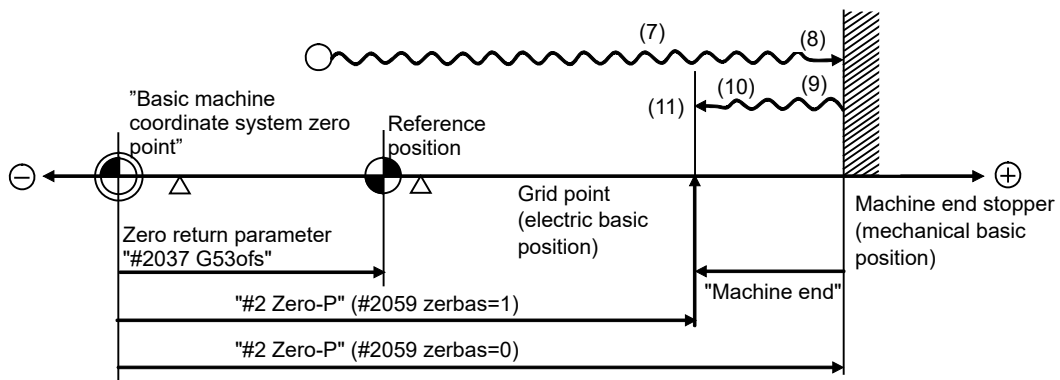 (7)
(8)
(9)
(10)
(11)
”Basic machine
coordinate system zero
point”
Reference
position
−
+
Grid point
(electric basic
position)
Machine end stopper
(mechanical basic
position)
Zero return parameter
"#2037 G53ofs"
"Machine end"
"#2 Zero-P" (#2059 zerbas=1)
"#2 Zero-P" (#2059 zerbas=0)